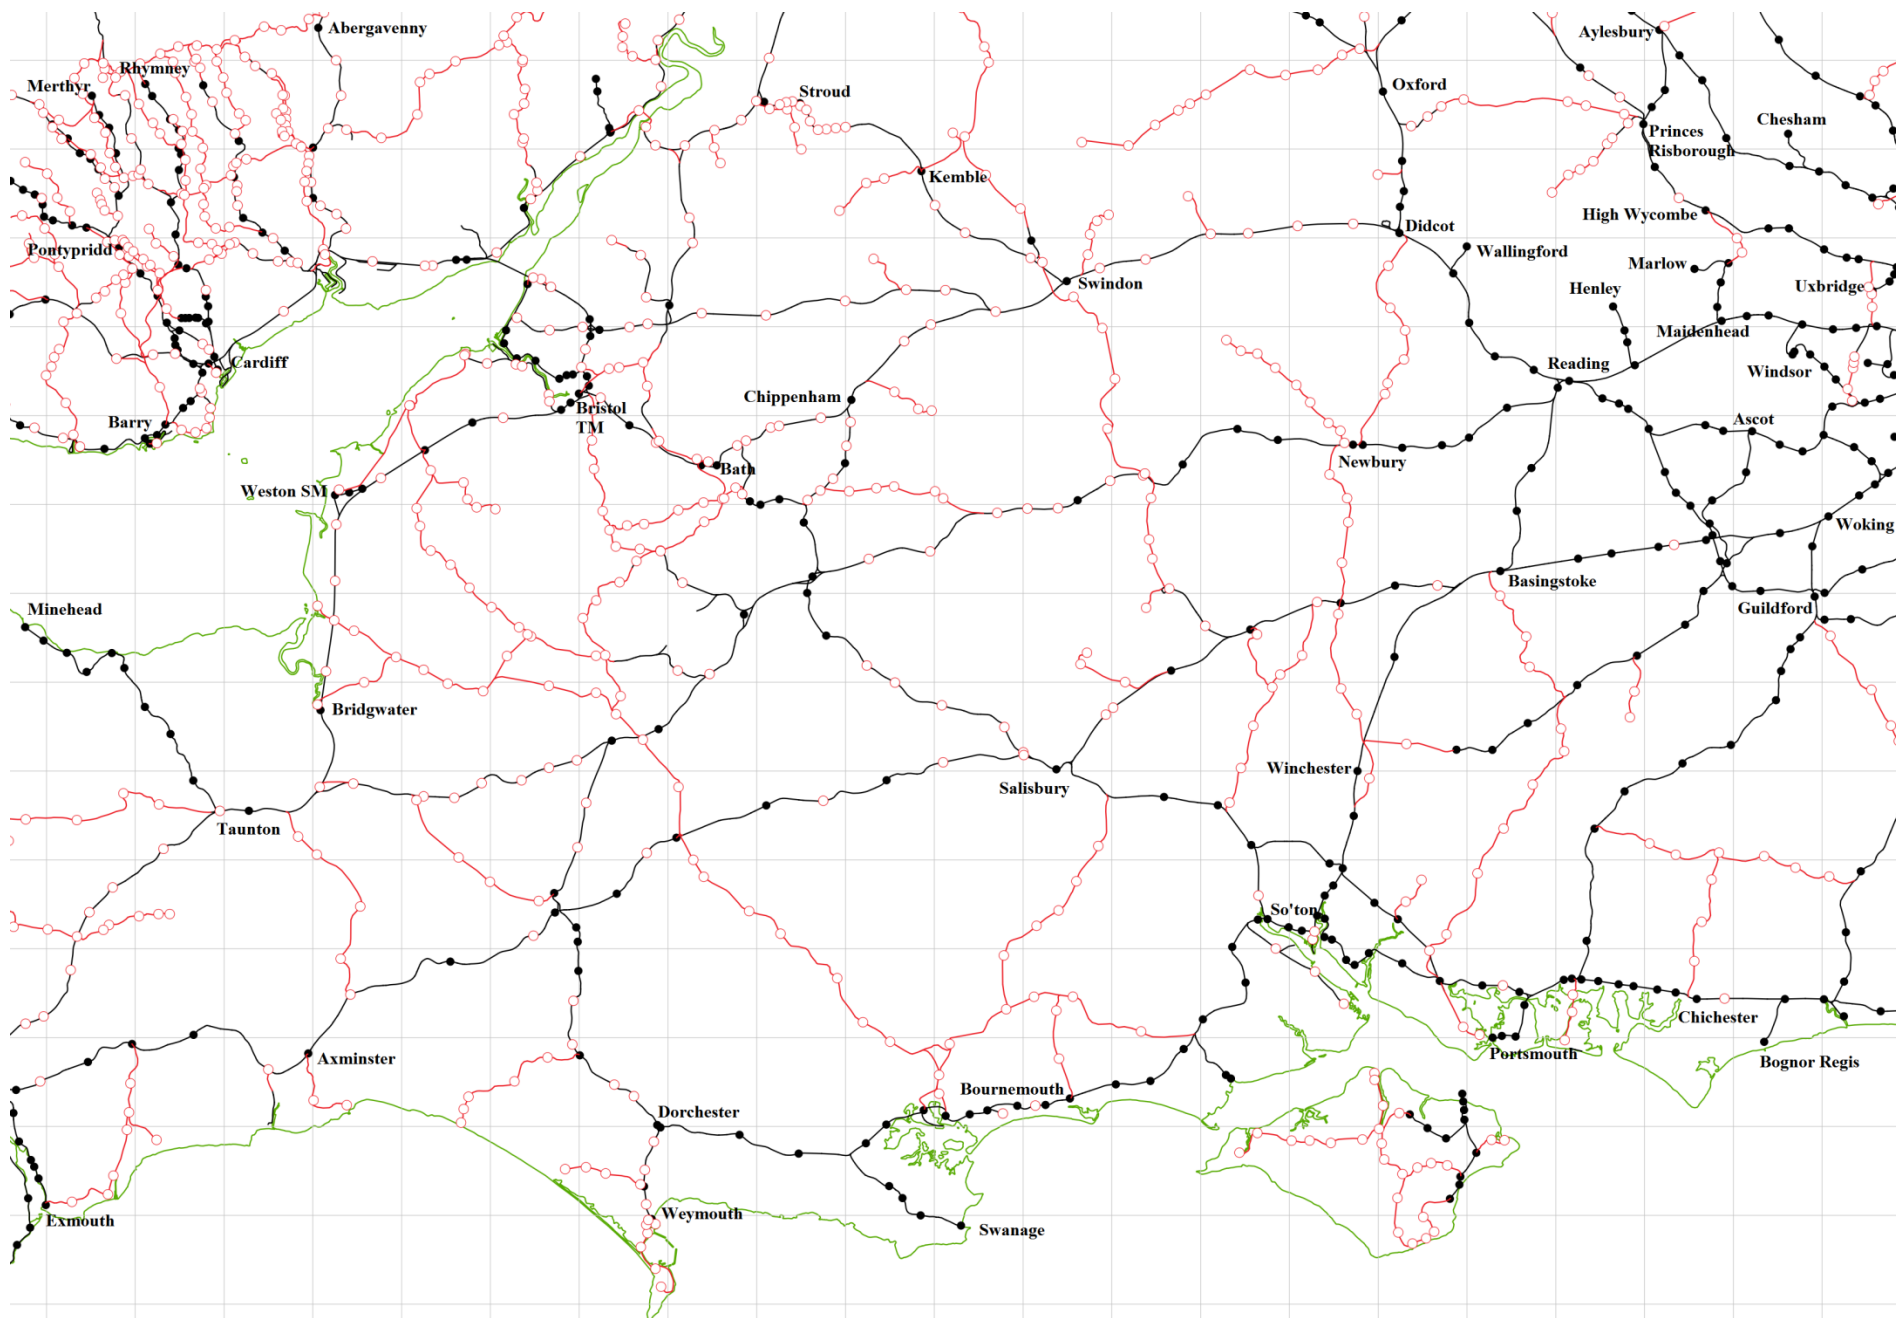 Abergavenny
Aylesbury
Rhymney
Merthyr
Stroud
Oxford
Chesham
Princes
Risborough
Kemble
High Wycombe
Didcot
Pontypridd
Wallingford
Marlow
Swindon
Henley
Uxbridge
Maidenhead
Cardiff
Reading
Windsor
Chippenham
Bristol
TM
Barry
Ascot
Newbury
Bath
Weston SM
Woking
Basingstoke
Minehead
Guildford
Bridgwater
Winchester
Salisbury
Taunton
So'ton
Chichester
Portsmouth
Axminster
Bognor Regis
Bournemouth
Dorchester
Exmouth
Weymouth
Swanage